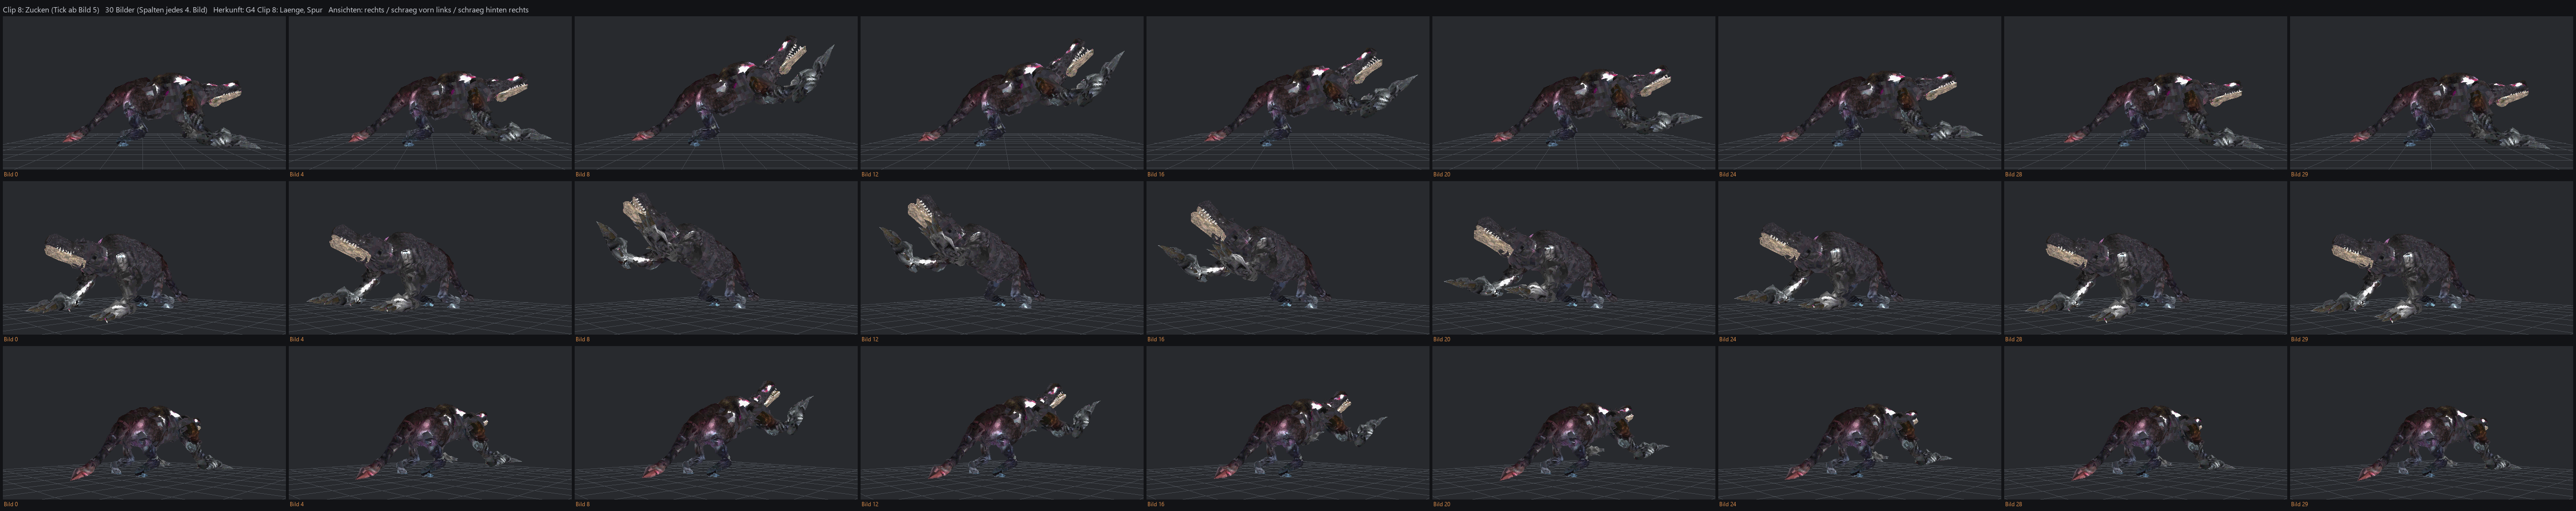 Clip 8: Zucken (Tick ab Bild 5)   30 Bilder (Spalten jedes 4. Bild)   Herkunft: G4 Clip 8: Laenge, Spur   Ansichten: rechts / schraeg vorn links / schraeg hinten rechts
Bild 0   Bild 4   Bild 8   Bild 12   Bild 16   Bild 20   Bild 24   Bild 28   Bild 29
Bild 0   Bild 4   Bild 8   Bild 12   Bild 16   Bild 20   Bild 24   Bild 28   Bild 29
Bild 0   Bild 4   Bild 8   Bild 12   Bild 16   Bild 20   Bild 24   Bild 28   Bild 29